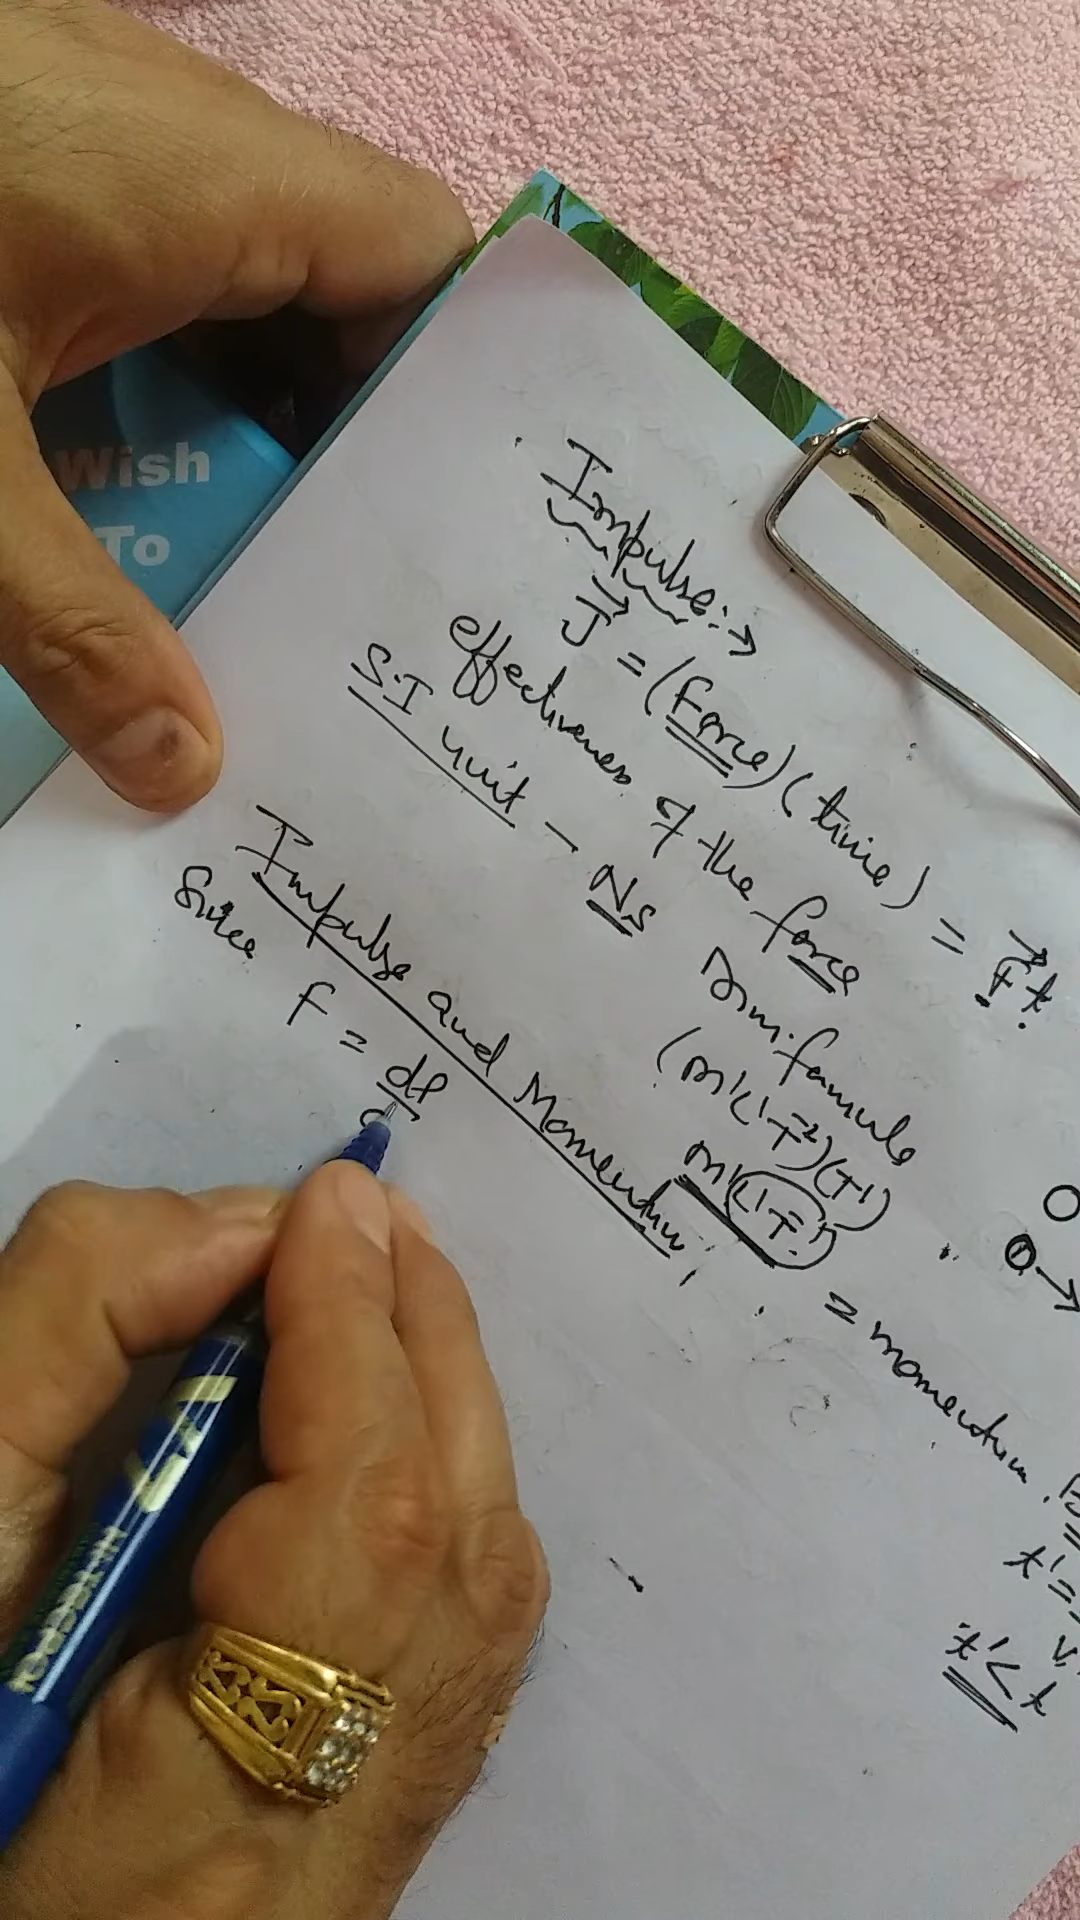 Impulse:→
J⃗ = (Force)(time) = F⃗t.
effectiveness of the force
S.I unit – Ns
Dim. formula
(M¹L¹T⁻²)(T¹)
M¹L¹T⁻¹
= momentum.
Impulse and Momentum,
Since
F = dp
t' =
t' < t
Wish
To